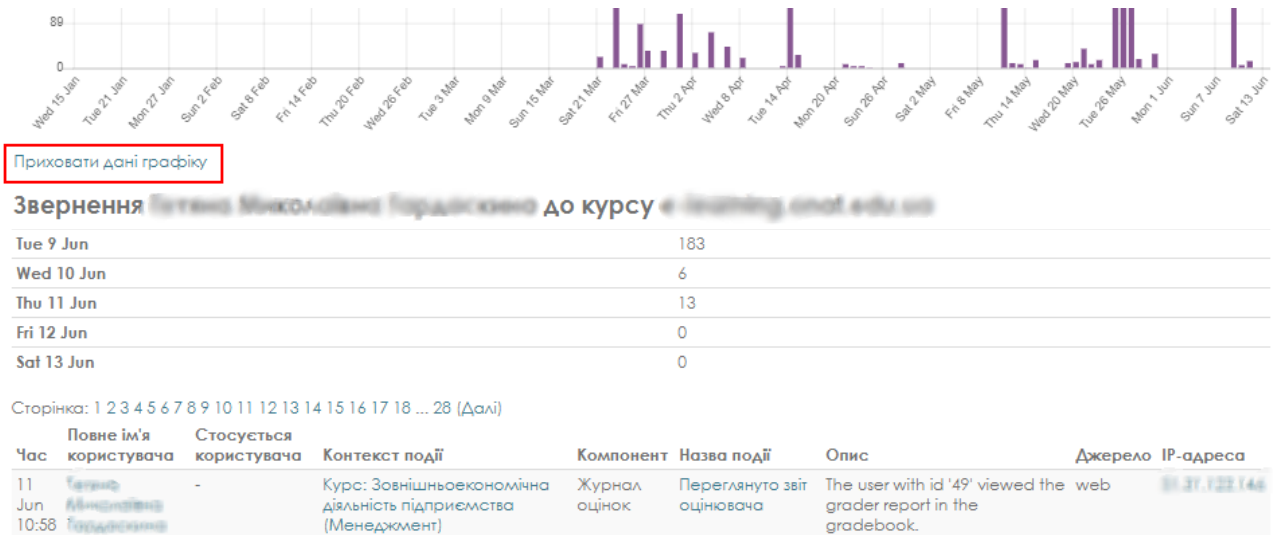 89
0
Wed 15 Jan
Tue 21 Jan
Mon 27 Jan
Sun 2 Feb
Sat 8 Feb
Fri 14 Feb
Thu 20 Feb
Wed 26 Feb
Tue 3 Mar
Mon 9 Mar
Sun 15 Mar
Sat 21 Mar
Fri 27 Mar
Thu 2 Apr
Wed 8 Apr
Tue 14 Apr
Mon 20 Apr
Sun 26 Apr
Sat 2 May
Fri 8 May
Thu 14 May
Wed 20 May
Tue 26 May
Mon 1 Jun
Sun 7 Jun
Sat 13 Jun
Приховати дані графіку
Звернення до курсу
Tue 9 Jun 183
Wed 10 Jun 6
Thu 11 Jun 13
Fri 12 Jun 0
Sat 13 Jun 0
Сторінка: 1 2 3 4 5 6 7 8 9 10 11 12 13 14 15 16 17 18 ... 28 (Далі)
Повне ім'я Стосується
Час користувача користувача Контекст події Компонент Назва події Опис Джерело IP-адреса
11 - Курс: Зовнішньоекономічна Журнал Переглянуто звіт The user with id '49' viewed the web
Jun діяльність підприємства оцінок оцінювача grader report in the
10:58 (Менеджмент) gradebook.